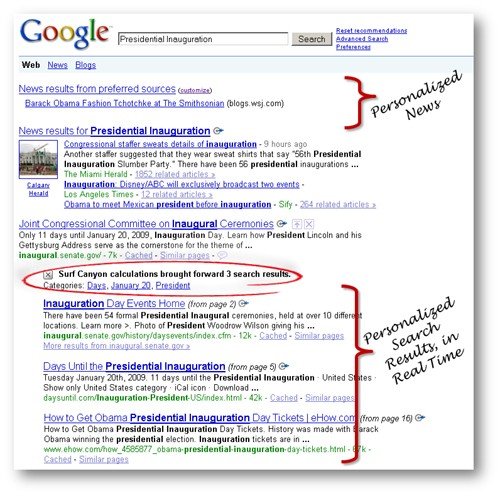 Google Presidential Inauguration Search Reset recommendations
Advanced Search
Preferences
Web News Blogs
News results from preferred sources (customize)
Barack Obama Fashion Tchotchke at The Smithsonian (blogs.wsj.com)
Personalized
News
News results for Presidential Inauguration
Congressional staffer sweats details of inauguration - 9 hours ago
Another staffer suggested that they wear sweat shirts that say "56th Presidential
Inauguration Slumber Party." There have been 56 presidential inaugurations ...
The Miami Herald - 1852 related articles »
Inauguration: Disney/ABC will exclusively broadcast two events -
Los Angeles Times - 12 related articles »
Obama to meet Mexican president before inauguration - Sify - 264 related articles »
Calgary
Herald
Joint Congressional Committee on Inaugural Ceremonies
Only 11 days until January 20, 2009, Inauguration Day. Learn how President Lincoln and his
Gettysburg Address serve as the cornerstone for the theme of ...
inaugural.senate.gov/ - 7k - Cached - Similar pages -
Surf Canyon calculations brought forward 3 search results.
Categories: Days, January 20, President
Inauguration Day Events Home (from page 2)
There have been 54 formal Presidential Inaugural ceremonies, held at over 10 different
locations. Learn more >. Photo of President Woodrow Wilson giving his ...
inaugural.senate.gov/history/daysevents/index.cfm - 12k - Cached - Similar pages
More results from inaugural.senate.gov »
Days Until the Presidential Inauguration (from page 5)
Tuesday January 20th, 2009. 11 days until the Presidential Inauguration · United States ·
Show only United States category · iCal icon · Download ...
daysuntil.com/Inauguration-President-US/index.html - 42k - Cached - Similar pages
How to Get Obama Presidential Inauguration Day Tickets | eHow.com (from page 16)
How to Get Obama Presidential Inauguration Day Tickets. History was made with Barack
Obama winning the presidential election. Inauguration tickets are in ...
www.ehow.com/how_4585877_obama-presidential-inauguration-day-tickets.html - 67k -
Cached - Similar pages
Personalized
Search
Results, in
Real Time